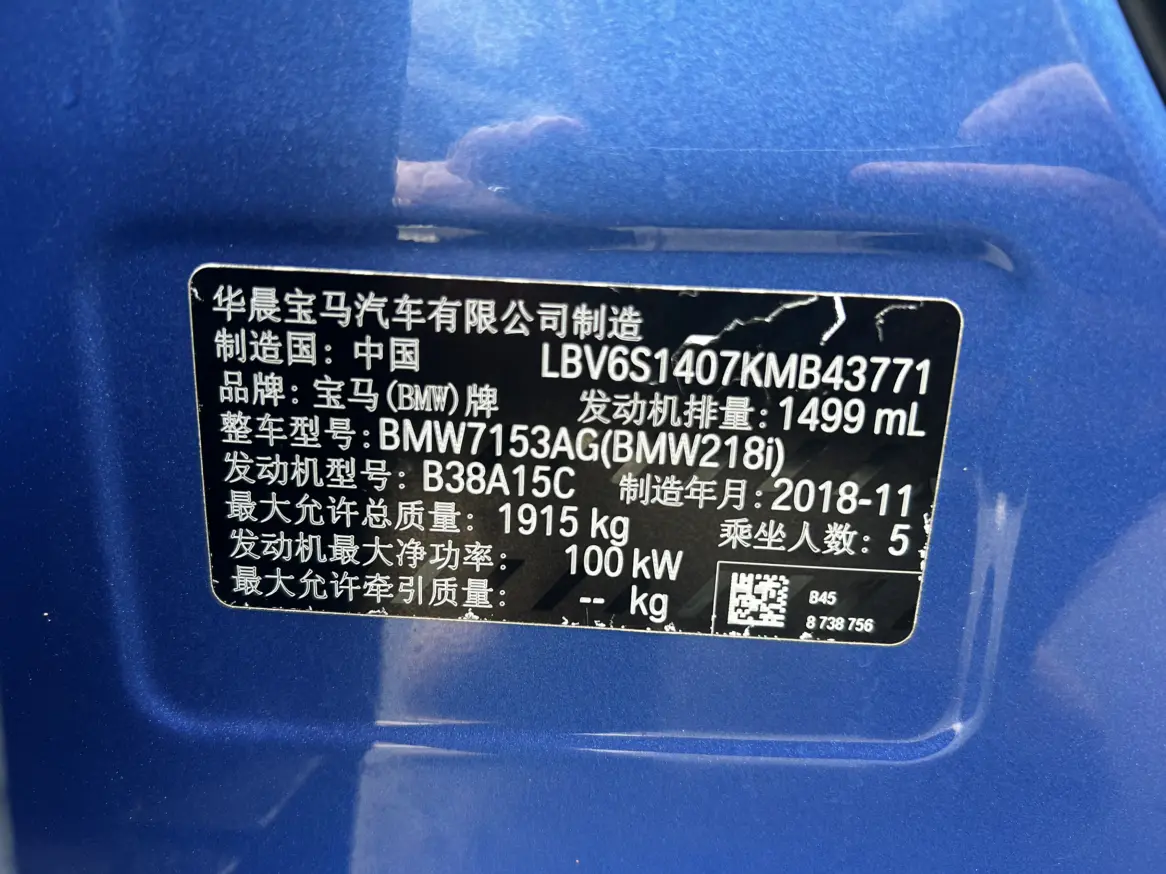 华晨宝马汽车有限公司制造
制造国：中国 LBV6S1407KMB43771
品牌：宝马(BMW)牌 发动机排量：1499 mL
整车型号：BMW7153AG(BMW218i)
发动机型号：B38A15C 制造年月：2018-11
最大允许总质量：1915 kg 乘坐人数：5
发动机最大净功率：100 kW
最大允许牵引质量：-- kg
B45
8 738 756